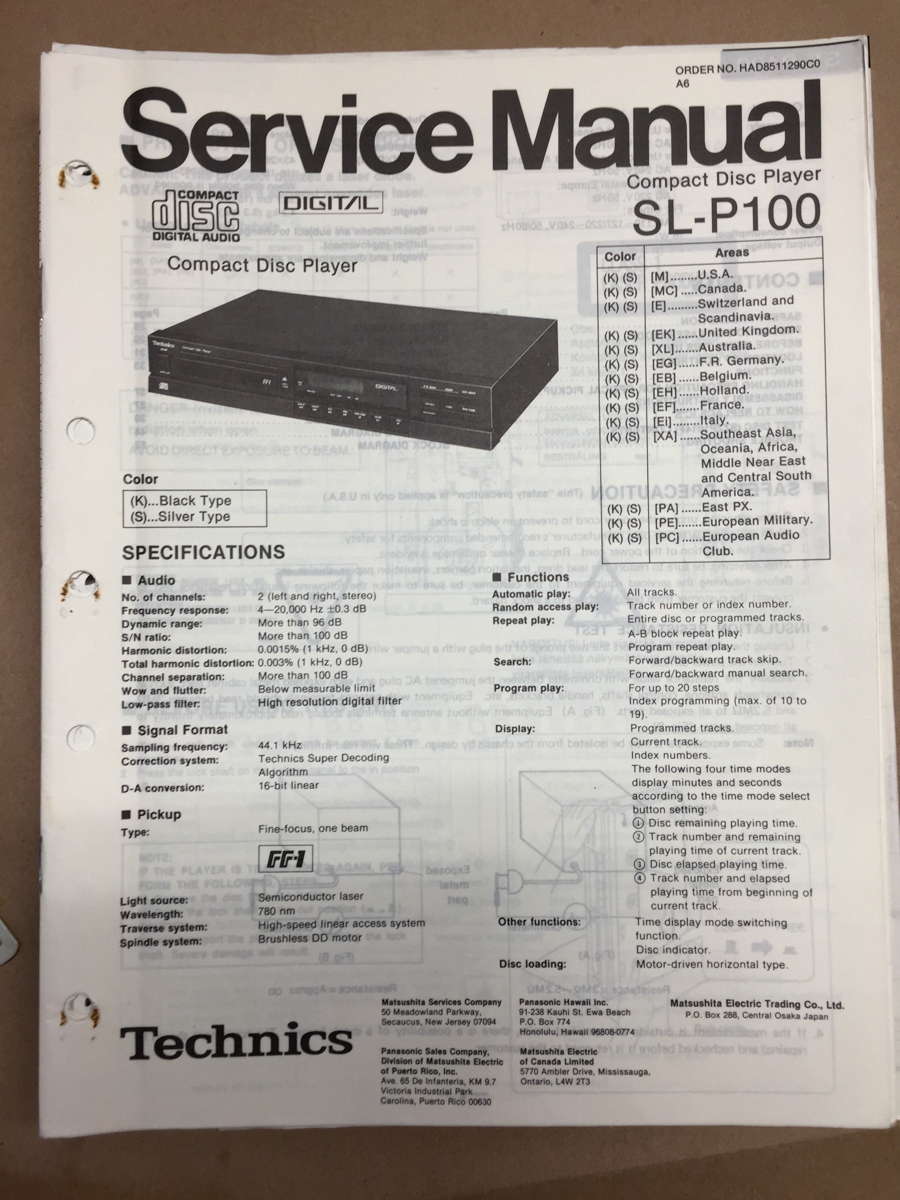 ORDER NO. HAD8511290C0
A6
Service Manual
Compact Disc Player
SL-P100
COMPACT
disc
DIGITAL AUDIO
DIGITAL
Compact Disc Player
Technics
DIGITAL
Color
(K)...Black Type
(S)...Silver Type
Color Areas
(K) (S) [M]........U.S.A.
(K) (S) [MC].....Canada.
(K) (S) [E].........Switzerland and
Scandinavia.
(K) (S) [EK]......United Kingdom.
(K) (S) [XL]......Australia.
(K) (S) [EG]......F.R. Germany.
(K) (S) [EB]......Belgium.
(K) (S) [EH]......Holland.
(K) (S) [EF].......France.
(K) (S) [EI]........Italy.
(K) (S) [XA]......Southeast Asia,
Oceania, Africa,
Middle Near East
and Central South
America.
(K) (S) [PA]......East PX.
(K) (S) [PE]......European Military.
(K) (S) [PC]......European Audio
Club.
SPECIFICATIONS
■ Audio
No. of channels: 2 (left and right, stereo)
Frequency response: 4—20,000 Hz ±0.3 dB
Dynamic range: More than 96 dB
S/N ratio: More than 100 dB
Harmonic distortion: 0.0015% (1 kHz, 0 dB)
Total harmonic distortion: 0.003% (1 kHz, 0 dB)
Channel separation: More than 100 dB
Wow and flutter: Below measurable limit
Low-pass filter: High resolution digital filter
■ Signal Format
Sampling frequency: 44.1 kHz
Correction system: Technics Super Decoding
Algorithm
D-A conversion: 16-bit linear
■ Pickup
Type: Fine-focus, one beam
FF-1
Light source: Semiconductor laser
Wavelength: 780 nm
Traverse system: High-speed linear access system
Spindle system: Brushless DD motor
■ Functions
Automatic play: All tracks.
Random access play: Track number or index number.
Repeat play: Entire disc or programmed tracks.
A-B block repeat play.
Program repeat play.
Search: Forward/backward track skip.
Forward/backward manual search.
Program play: For up to 20 steps
Index programming (max. of 10 to
19).
Display: Programmed tracks.
Current track.
Index numbers.
The following four time modes
display minutes and seconds
according to the time mode select
button setting:
① Disc remaining playing time.
② Track number and remaining
playing time of current track.
③ Disc elapsed playing time.
④ Track number and elapsed
playing time from beginning of
current track.
Other functions: Time display mode switching
function.
Disc indicator.
Disc loading: Motor-driven horizontal type.
Technics
Matsushita Services Company
50 Meadowland Parkway,
Secaucus, New Jersey 07094
Panasonic Sales Company,
Division of Matsushita Electric
of Puerto Rico, Inc.
Ave. 65 De Infanteria, KM 9.7
Victoria Industrial Park
Carolina, Puerto Rico 00630
Panasonic Hawaii Inc.
91-238 Kauhi St. Ewa Beach
P.O. Box 774
Honolulu, Hawaii 96808-0774
Matsushita Electric
of Canada Limited
5770 Ambler Drive, Mississauga,
Ontario, L4W 2T3
Matsushita Electric Trading Co., Ltd.
P.O. Box 288, Central Osaka Japan